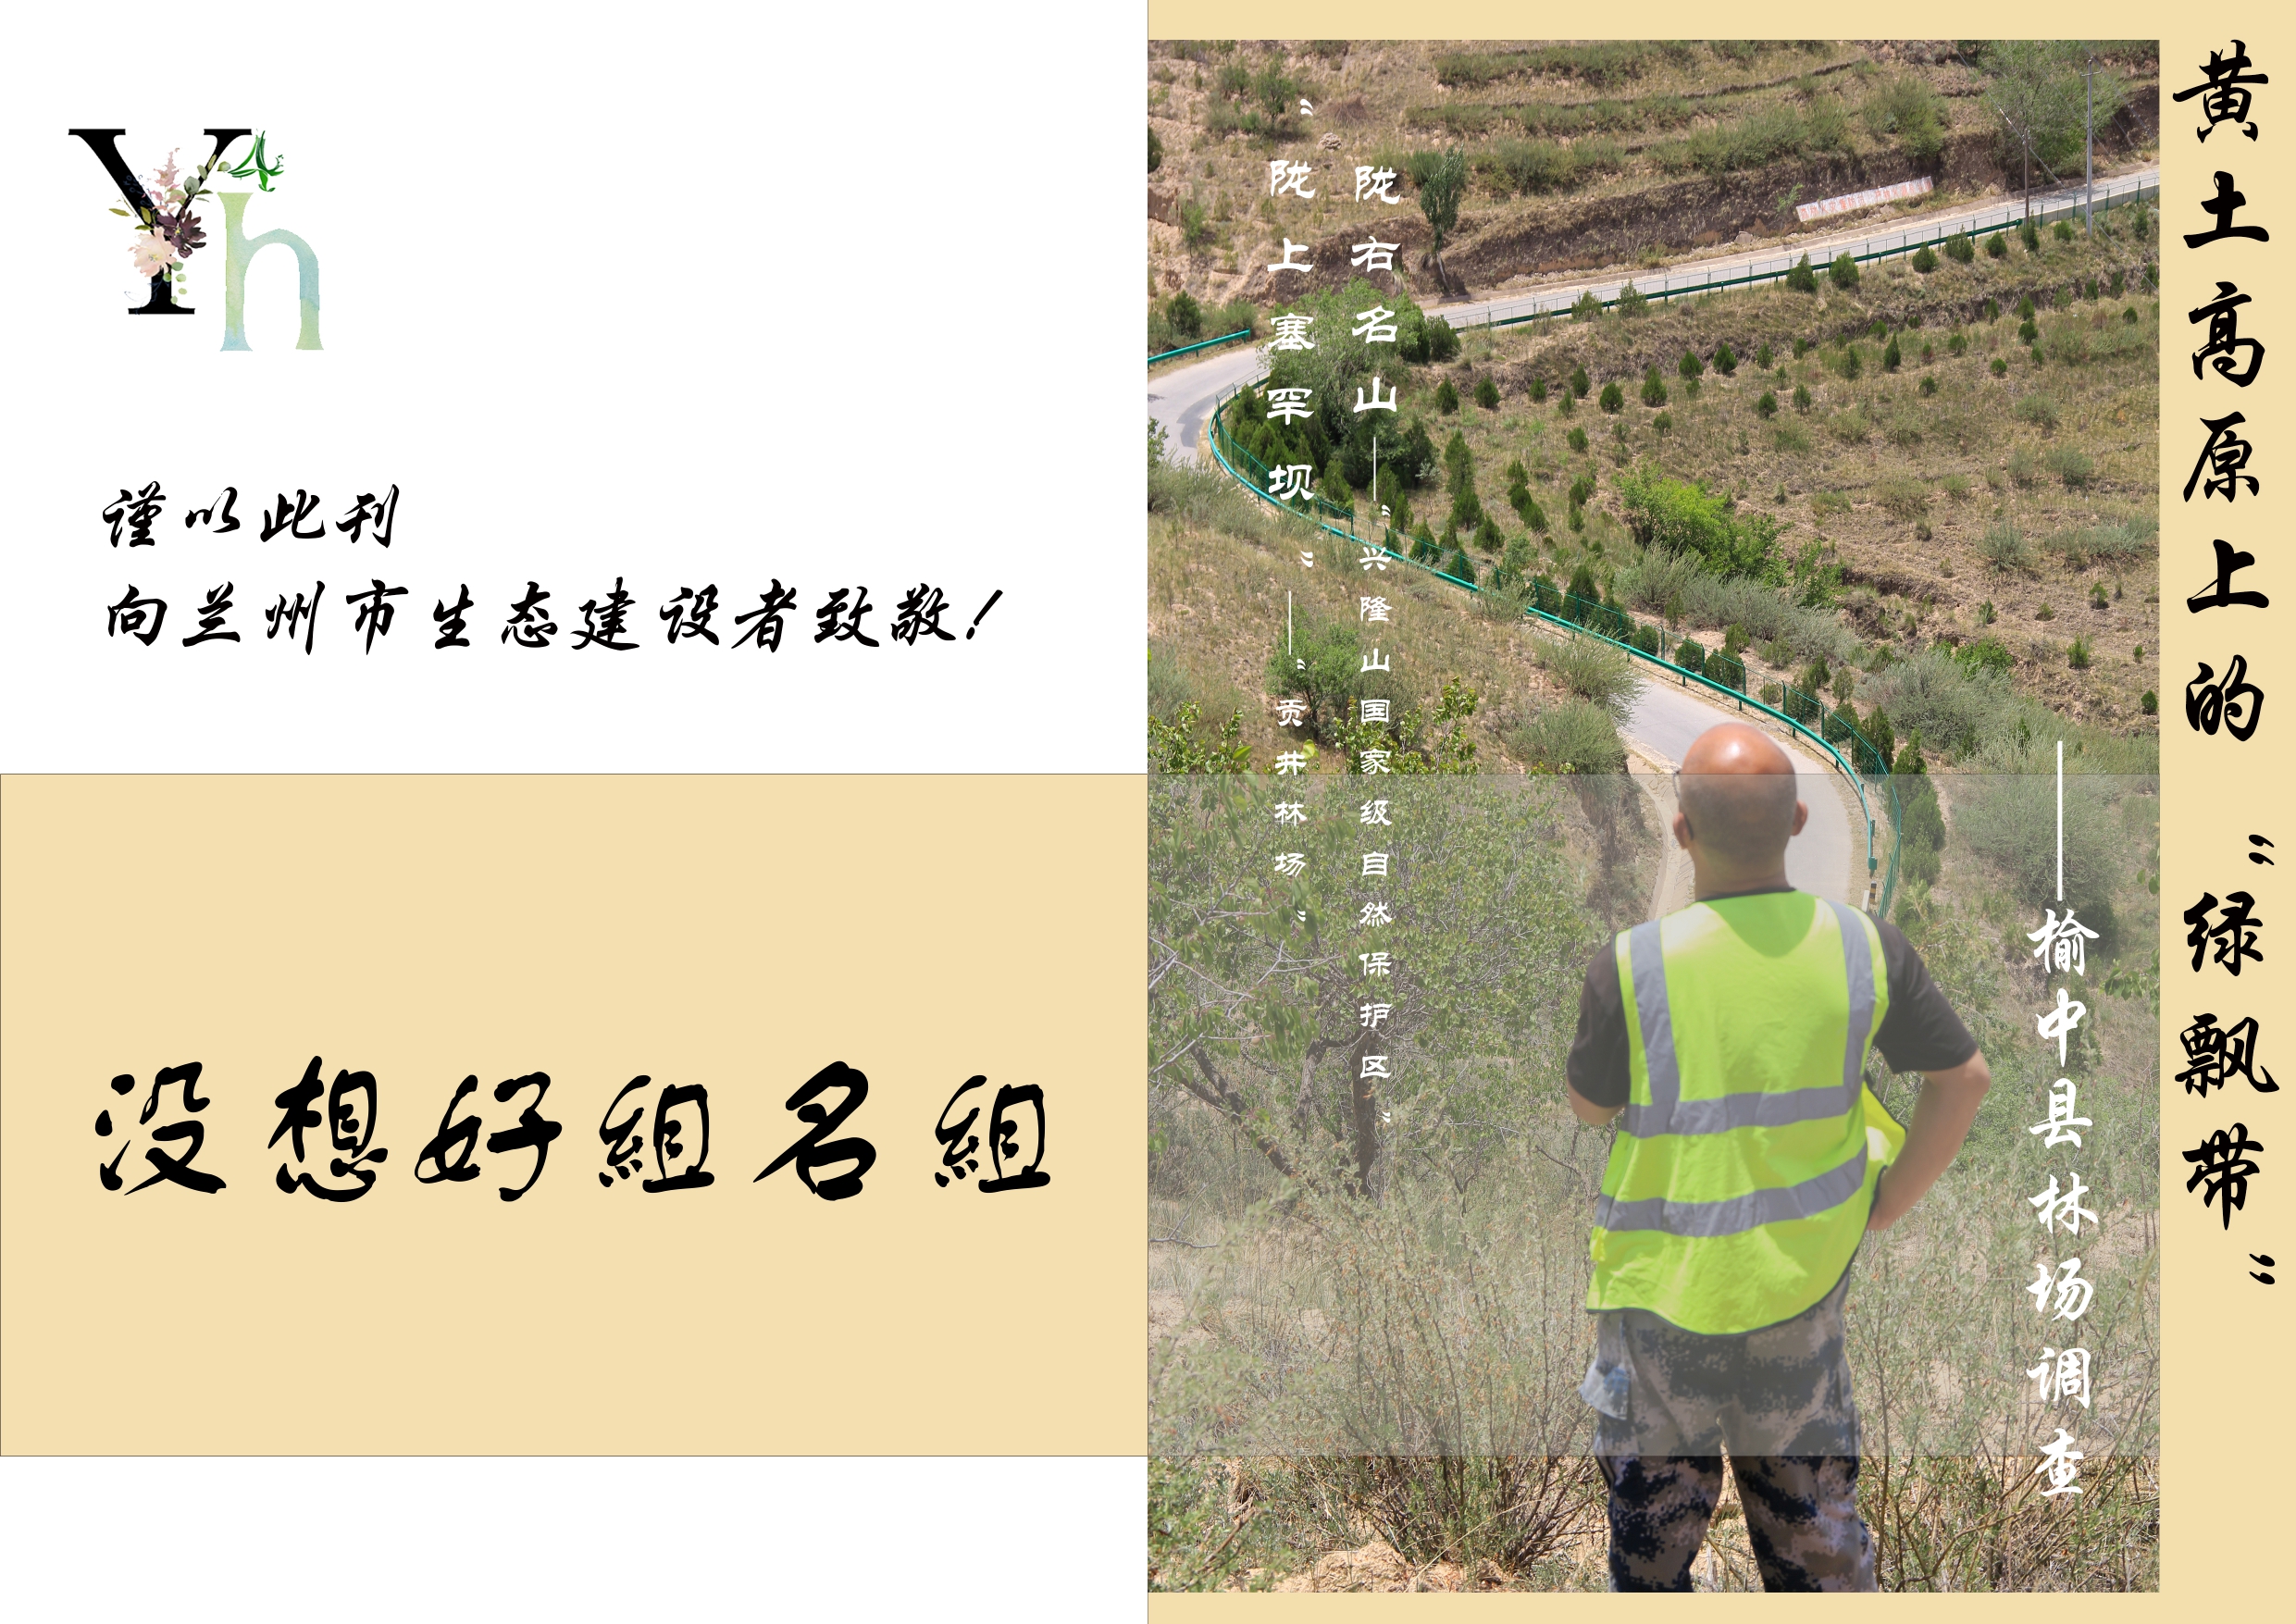 Yh
4
谨以此刊
向兰州市生态建设者致敬!
没想好組名組
黄土高原上的“绿飘带”
——榆中县林场调查
陇右名山——“兴隆山国家级自然保护区”
“陇上塞罕坝”——“贡井林场”